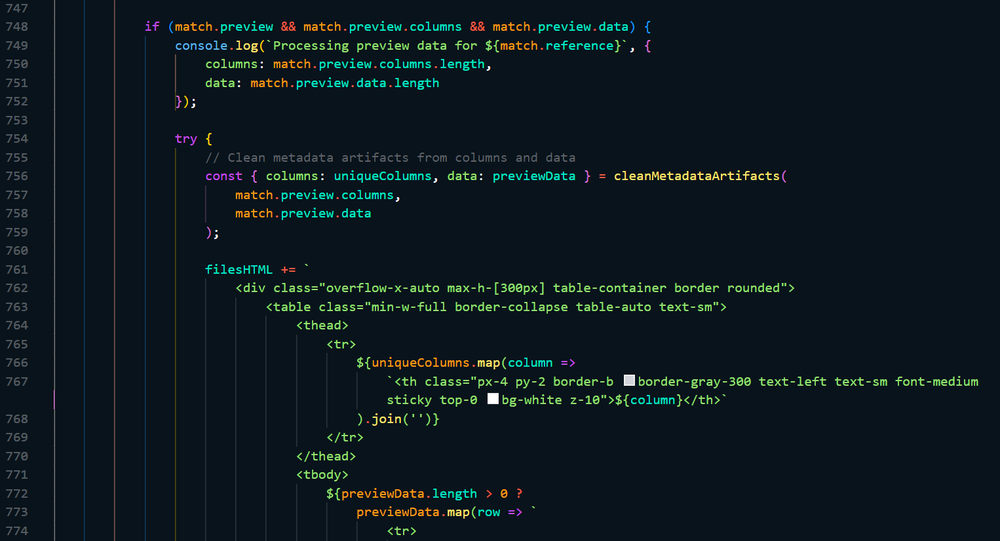 747
748 if (match.preview && match.preview.columns && match.preview.data) {
749 console.log(`Processing preview data for ${match.reference}`, {
750 columns: match.preview.columns.length,
751 data: match.preview.data.length
752 });
753
754 try {
755 // Clean metadata artifacts from columns and data
756 const { columns: uniqueColumns, data: previewData } = cleanMetadataArtifacts(
757 match.preview.columns,
758 match.preview.data
759 );
760
761 filesHTML += `
762 <div class="overflow-x-auto max-h-[300px] table-container border rounded">
763 <table class="min-w-full border-collapse table-auto text-sm">
764 <thead>
765 <tr>
766 ${uniqueColumns.map(column =>
767 `<th class="px-4 py-2 border-b border-gray-300 text-left text-sm font-medium
sticky top-0 bg-white z-10">${column}</th>`
768 ).join('')}
769 </tr>
770 </thead>
771 <tbody>
772 ${previewData.length > 0 ?
773 previewData.map(row => `
774 <tr>